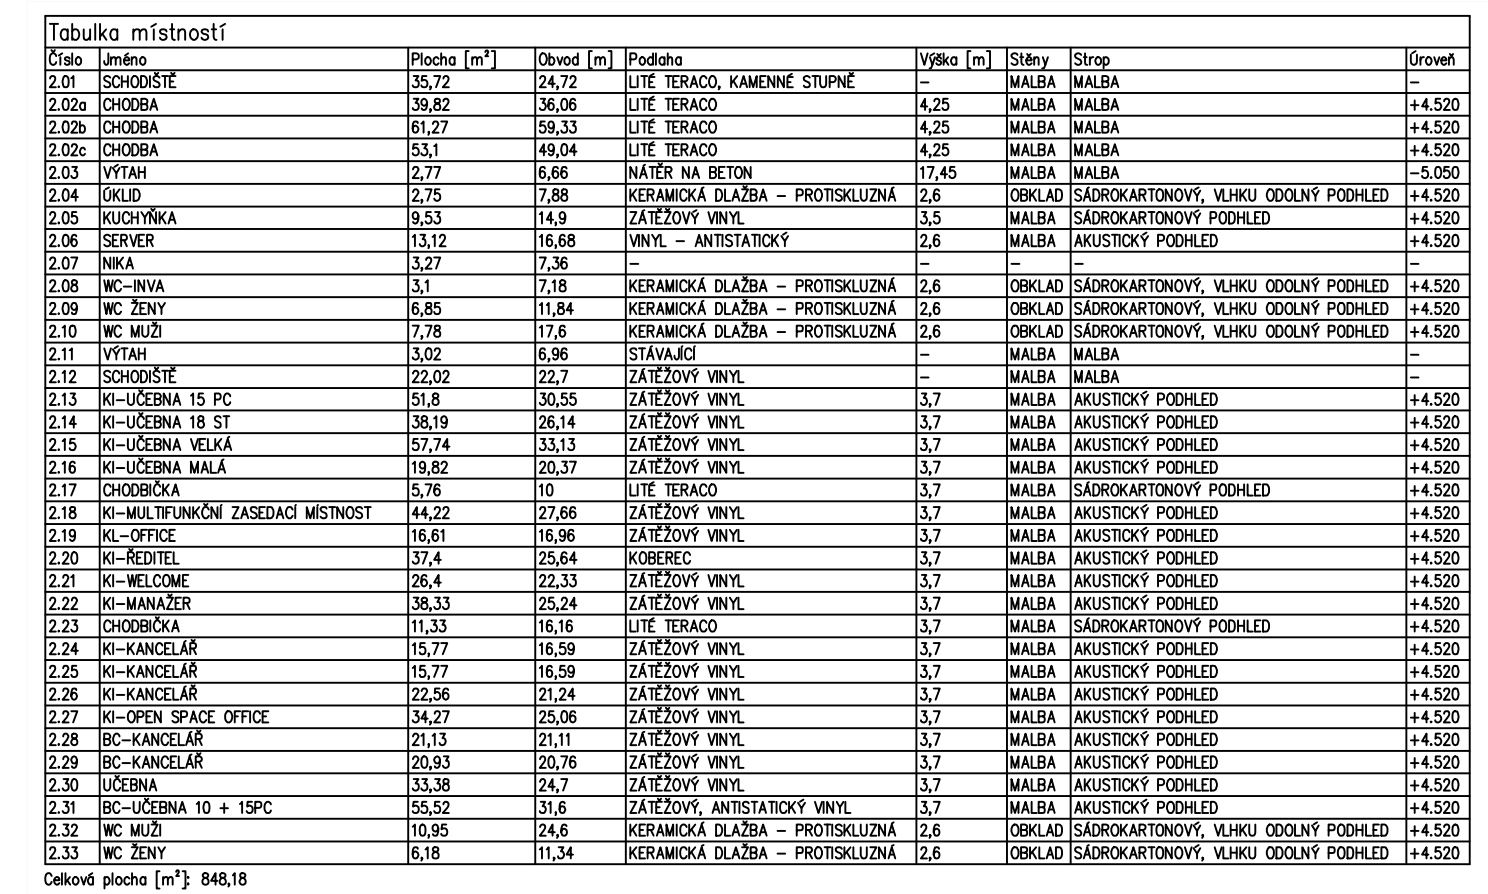 Tabulka místností
Číslo Jméno Plocha [m²] Obvod [m] Podlaha Výška [m] Stěny Strop Úroveň
2.01 SCHODIŠTĚ 35,72 24,72 LITÉ TERACO, KAMENNÉ STUPNĚ – MALBA MALBA –
2.02a CHODBA 39,82 36,06 LITÉ TERACO 4,25 MALBA MALBA +4.520
2.02b CHODBA 61,27 59,33 LITÉ TERACO 4,25 MALBA MALBA +4.520
2.02c CHODBA 53,1 49,04 LITÉ TERACO 4,25 MALBA MALBA +4.520
2.03 VÝTAH 2,77 6,66 NÁTĚR NA BETON 17,45 MALBA MALBA –5.050
2.04 ÚKLID 2,75 7,88 KERAMICKÁ DLAŽBA – PROTISKLUZNÁ 2,6 OBKLAD SÁDROKARTONOVÝ, VLHKU ODOLNÝ PODHLED +4.520
2.05 KUCHYŇKA 9,53 14,9 ZÁTĚŽOVÝ VINYL 3,5 MALBA SÁDROKARTONOVÝ PODHLED +4.520
2.06 SERVER 13,12 16,68 VINYL – ANTISTATICKÝ 2,6 MALBA AKUSTICKÝ PODHLED +4.520
2.07 NIKA 3,27 7,36 – – – – –
2.08 WC–INVA 3,1 7,18 KERAMICKÁ DLAŽBA – PROTISKLUZNÁ 2,6 OBKLAD SÁDROKARTONOVÝ, VLHKU ODOLNÝ PODHLED +4.520
2.09 WC ŽENY 6,85 11,84 KERAMICKÁ DLAŽBA – PROTISKLUZNÁ 2,6 OBKLAD SÁDROKARTONOVÝ, VLHKU ODOLNÝ PODHLED +4.520
2.10 WC MUŽI 7,78 17,6 KERAMICKÁ DLAŽBA – PROTISKLUZNÁ 2,6 OBKLAD SÁDROKARTONOVÝ, VLHKU ODOLNÝ PODHLED +4.520
2.11 VÝTAH 3,02 6,96 STÁVAJÍCÍ – MALBA MALBA –
2.12 SCHODIŠTĚ 22,02 22,7 ZÁTĚŽOVÝ VINYL – MALBA MALBA –
2.13 KI–UČEBNA 15 PC 51,8 30,55 ZÁTĚŽOVÝ VINYL 3,7 MALBA AKUSTICKÝ PODHLED +4.520
2.14 KI–UČEBNA 18 ST 38,19 26,14 ZÁTĚŽOVÝ VINYL 3,7 MALBA AKUSTICKÝ PODHLED +4.520
2.15 KI–UČEBNA VELKÁ 57,74 33,13 ZÁTĚŽOVÝ VINYL 3,7 MALBA AKUSTICKÝ PODHLED +4.520
2.16 KI–UČEBNA MALÁ 19,82 20,37 ZÁTĚŽOVÝ VINYL 3,7 MALBA AKUSTICKÝ PODHLED +4.520
2.17 CHODBIČKA 5,76 10 LITÉ TERACO 3,7 MALBA SÁDROKARTONOVÝ PODHLED +4.520
2.18 KI–MULTIFUNKČNÍ ZASEDACÍ MÍSTNOST 44,22 27,66 ZÁTĚŽOVÝ VINYL 3,7 MALBA AKUSTICKÝ PODHLED +4.520
2.19 KL–OFFICE 16,61 16,96 ZÁTĚŽOVÝ VINYL 3,7 MALBA AKUSTICKÝ PODHLED +4.520
2.20 KI–ŘEDITEL 37,4 25,64 KOBEREC 3,7 MALBA AKUSTICKÝ PODHLED +4.520
2.21 KI–WELCOME 26,4 22,33 ZÁTĚŽOVÝ VINYL 3,7 MALBA AKUSTICKÝ PODHLED +4.520
2.22 KI–MANAŽER 38,33 25,24 ZÁTĚŽOVÝ VINYL 3,7 MALBA AKUSTICKÝ PODHLED +4.520
2.23 CHODBIČKA 11,33 16,16 LITÉ TERACO 3,7 MALBA SÁDROKARTONOVÝ PODHLED +4.520
2.24 KI–KANCELÁŘ 15,77 16,59 ZÁTĚŽOVÝ VINYL 3,7 MALBA AKUSTICKÝ PODHLED +4.520
2.25 KI–KANCELÁŘ 15,77 16,59 ZÁTĚŽOVÝ VINYL 3,7 MALBA AKUSTICKÝ PODHLED +4.520
2.26 KI–KANCELÁŘ 22,56 21,24 ZÁTĚŽOVÝ VINYL 3,7 MALBA AKUSTICKÝ PODHLED +4.520
2.27 KI–OPEN SPACE OFFICE 34,27 25,06 ZÁTĚŽOVÝ VINYL 3,7 MALBA AKUSTICKÝ PODHLED +4.520
2.28 BC–KANCELÁŘ 21,13 21,11 ZÁTĚŽOVÝ VINYL 3,7 MALBA AKUSTICKÝ PODHLED +4.520
2.29 BC–KANCELÁŘ 20,93 20,76 ZÁTĚŽOVÝ VINYL 3,7 MALBA AKUSTICKÝ PODHLED +4.520
2.30 UČEBNA 33,38 24,7 ZÁTĚŽOVÝ VINYL 3,7 MALBA AKUSTICKÝ PODHLED +4.520
2.31 BC–UČEBNA 10 + 15PC 55,52 31,6 ZÁTĚŽOVÝ, ANTISTATICKÝ VINYL 3,7 MALBA AKUSTICKÝ PODHLED +4.520
2.32 WC MUŽI 10,95 24,6 KERAMICKÁ DLAŽBA – PROTISKLUZNÁ 2,6 OBKLAD SÁDROKARTONOVÝ, VLHKU ODOLNÝ PODHLED +4.520
2.33 WC ŽENY 6,18 11,34 KERAMICKÁ DLAŽBA – PROTISKLUZNÁ 2,6 OBKLAD SÁDROKARTONOVÝ, VLHKU ODOLNÝ PODHLED +4.520
Celková plocha [m²]: 848,18